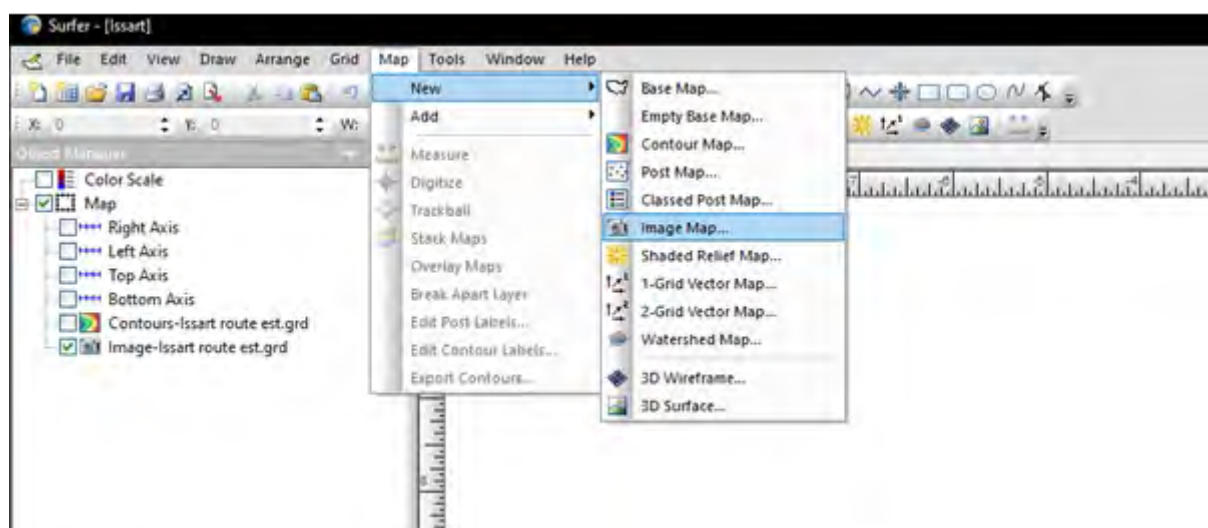 Surfer - [Issart]
File Edit View Draw Arrange Grid Map Tools Window Help
X: 0 Y: 0 W:
Color Scale
Map
Right Axis
Left Axis
Top Axis
Bottom Axis
Contours-Issart route est.grd
Image-Issart route est.grd
New
Add
Measure
Digitize
Trackball
Stack Maps
Overlay Maps
Break Apart Layer
Edit Post Labels...
Edit Contour Labels...
Export Contours...
Base Map...
Empty Base Map...
Contour Map...
Post Map...
Classed Post Map...
Image Map...
Shaded Relief Map...
1-Grid Vector Map...
2-Grid Vector Map...
Watershed Map...
3D Wireframe...
3D Surface...